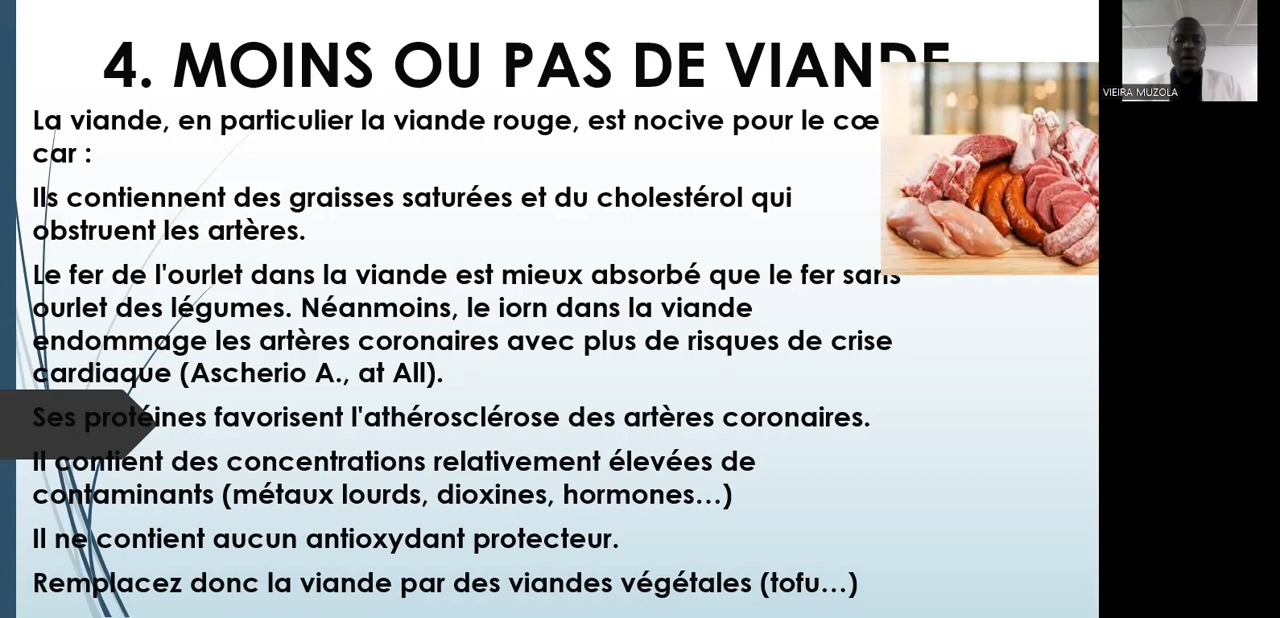 4. MOINS OU PAS DE VIANDE
La viande, en particulier la viande rouge, est nocive pour le cœ
car :
Ils contiennent des graisses saturées et du cholestérol qui
obstruent les artères.
Le fer de l'ourlet dans la viande est mieux absorbé que le fer sans
ourlet des légumes. Néanmoins, le iorn dans la viande
endommage les artères coronaires avec plus de risques de crise
cardiaque (Ascherio A., at All).
Ses protéines favorisent l'athérosclérose des artères coronaires.
Il contient des concentrations relativement élevées de
contaminants (métaux lourds, dioxines, hormones…)
Il ne contient aucun antioxydant protecteur.
Remplacez donc la viande par des viandes végétales (tofu…)
VIEIRA MUZOLA